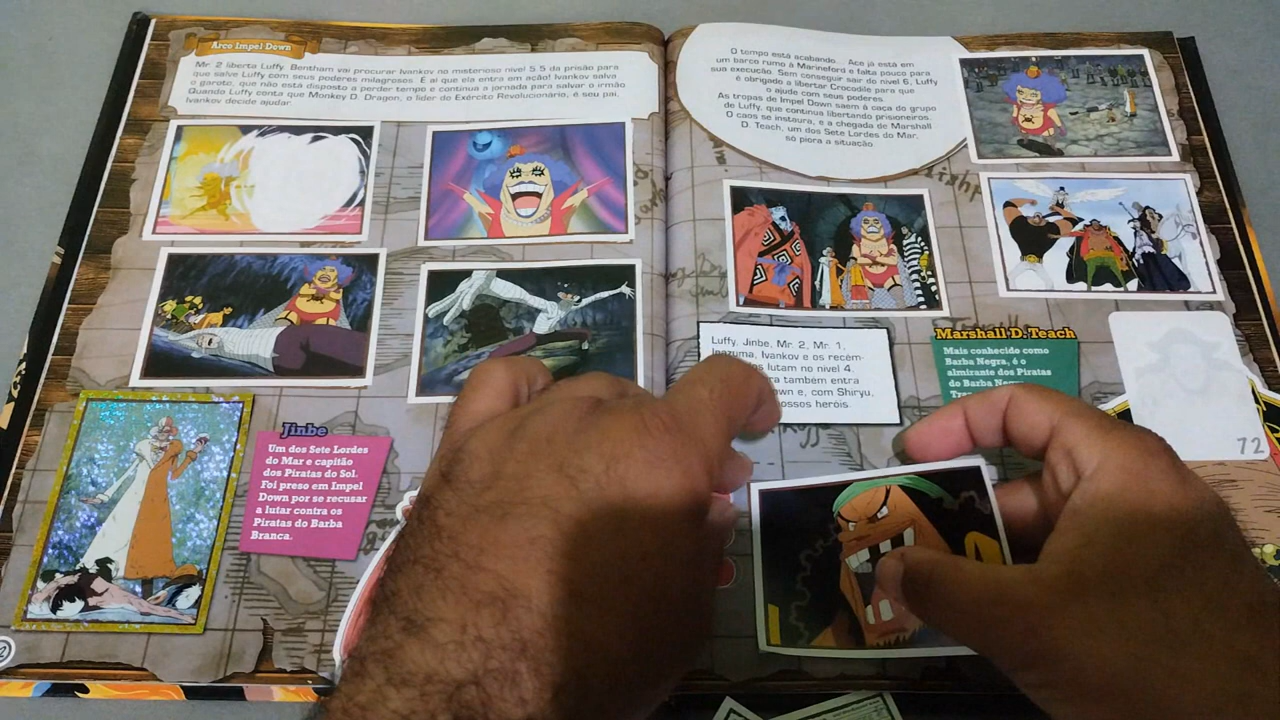 Arco Impel Down
Mr. 2 liberta Luffy. Bentham vai procurar Ivankov no misterioso nível 5.5 da prisão para
que salve Luffy com seus poderes milagrosos. É aí que ela entra em ação! Ivankov salva
o garoto, que não está disposto a perder tempo e continua a jornada para salvar o irmão.
Quando Luffy conta que Monkey D. Dragon, o líder do Exército Revolucionário, é seu pai,
Ivankov decide ajudar.
Jinbe
Um dos Sete Lordes
do Mar e capitão
dos Piratas do Sol.
Foi preso em Impel
Down por se recusar
a lutar contra os
Piratas do Barba
Branca.
2
O tempo está acabando... Ace já está em
um barco rumo à Marineford e falta pouco para
sua execução. Sem conseguir sair do nível 6, Luffy
é obrigado a libertar Crocodile para que
o ajude com seus poderes.
As tropas de Impel Down saem à caça do grupo
de Luffy, que continua libertando prisioneiros.
O caos se instaura, e a chegada de Marshall
D. Teach, um dos Sete Lordes do Mar,
só piora a situação
Luffy, Jinbe, Mr. 2, Mr. 1,
Inazuma, Ivankov e os recém-
lutam no nível 4.
também entra
e, com Shiryu,
nossos heróis.
Marshall D. Teach
Mais conhecido como
Barba Negra, é o
almirante dos Piratas
do Barba
72